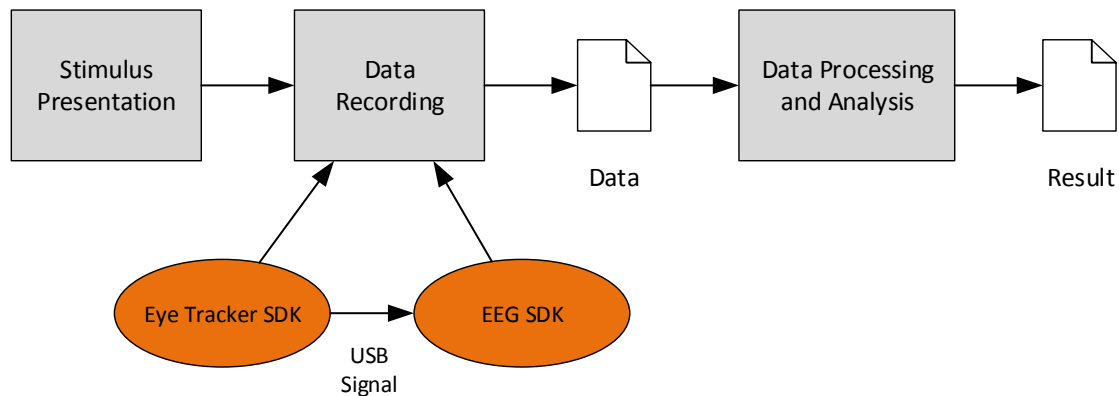 Stimulus
Presentation
Data
Recording
Data
Data Processing
and Analysis
Result
Eye Tracker SDK
USB
Signal
EEG SDK